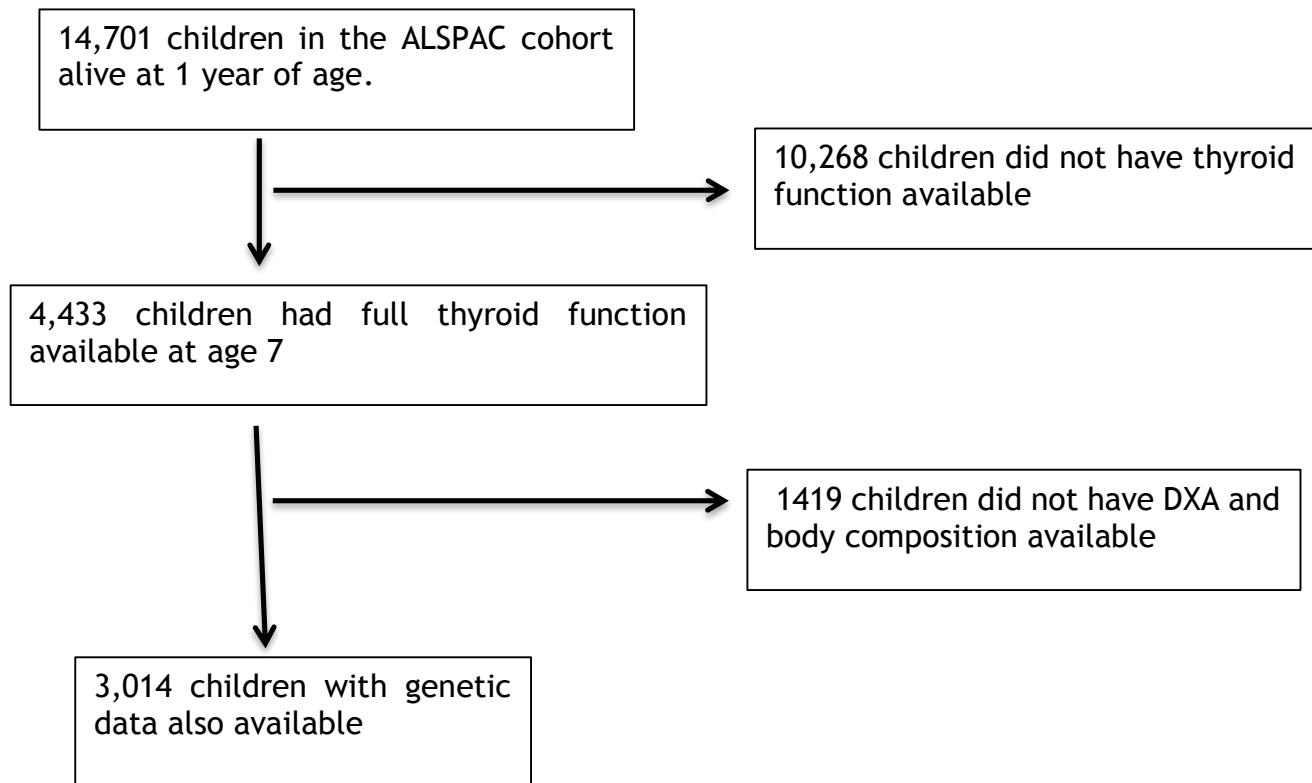 14,701 children in the ALSPAC cohort
alive at 1 year of age.
10,268 children did not have thyroid
function available
4,433 children had full thyroid function
available at age 7
1419 children did not have DXA and
body composition available
3,014 children with genetic
data also available